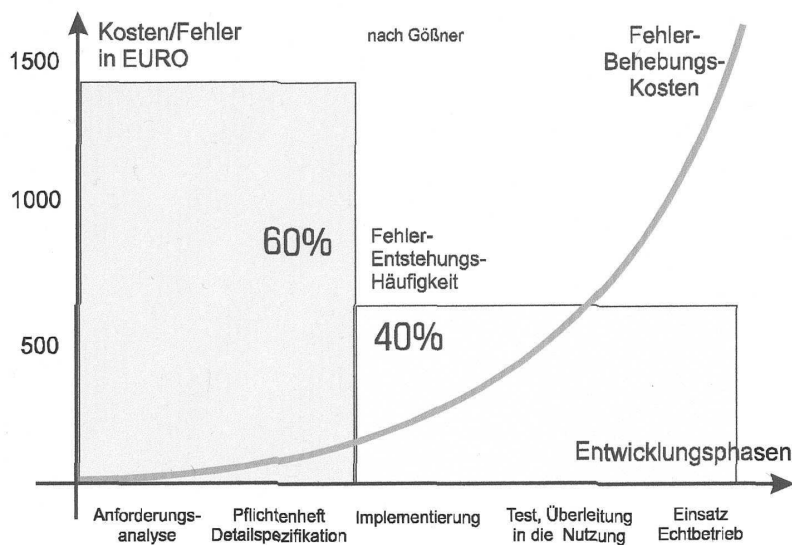 Kosten/Fehler
in EURO
nach Gößner
Fehler-
Behebungs-
Kosten
1500
1000
500
60%
Fehler-
Entstehungs-
Häufigkeit
40%
Entwicklungsphasen
Anforderungs-
analyse
Pflichtenheft
Detailspezifikation
Implementierung
Test, Überleitung
in die Nutzung
Einsatz
Echtbetrieb